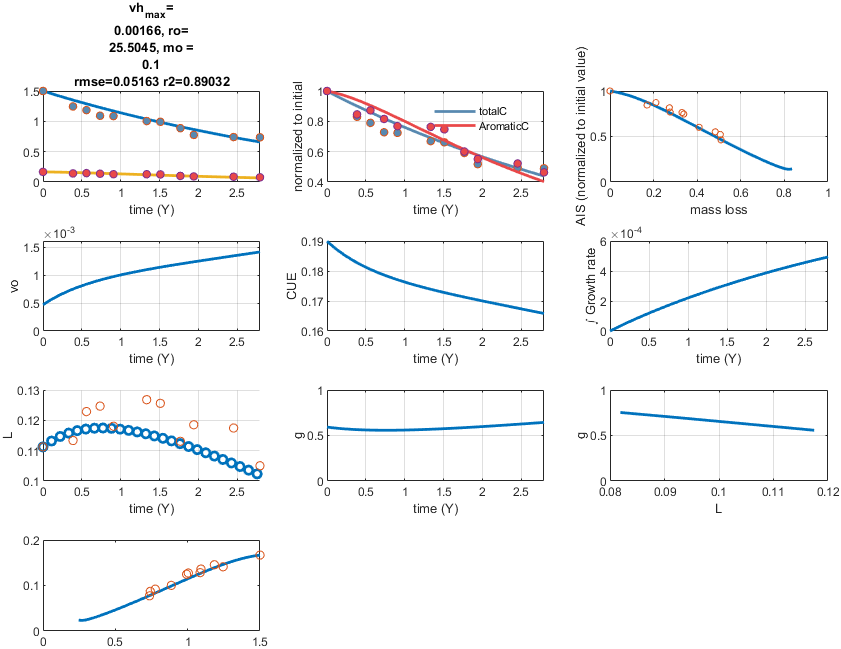 vh_max=
0.00166, ro=
25.5045, mo =
0.1
rmse=0.05163 r2=0.89032
1.5
1
0.5
0
0 0.5 1 1.5 2 2.5
time (Y)
normalized to initial
1
0.8
0.6
0.4
totalC
AromaticC
0 0.5 1 1.5 2 2.5
time (Y)
AIS (normalized to initial value)
1
0.5
0
0 0.2 0.4 0.6 0.8 1
mass loss
×10^-3
vo
1.5
1
0.5
0
0 0.5 1 1.5 2 2.5
time (Y)
CUE
0.19
0.18
0.17
0.16
0 0.5 1 1.5 2 2.5
time (Y)
×10^-4
∫ Growth rate
6
4
2
0
0 0.5 1 1.5 2 2.5
time (Y)
L
0.13
0.12
0.11
0.1
0 0.5 1 1.5 2 2.5
time (Y)
g
1
0.5
0
0 0.5 1 1.5 2 2.5
time (Y)
g
1
0.5
0
0.08 0.09 0.1 0.11 0.12
L
0.2
0.1
0
0 0.5 1 1.5